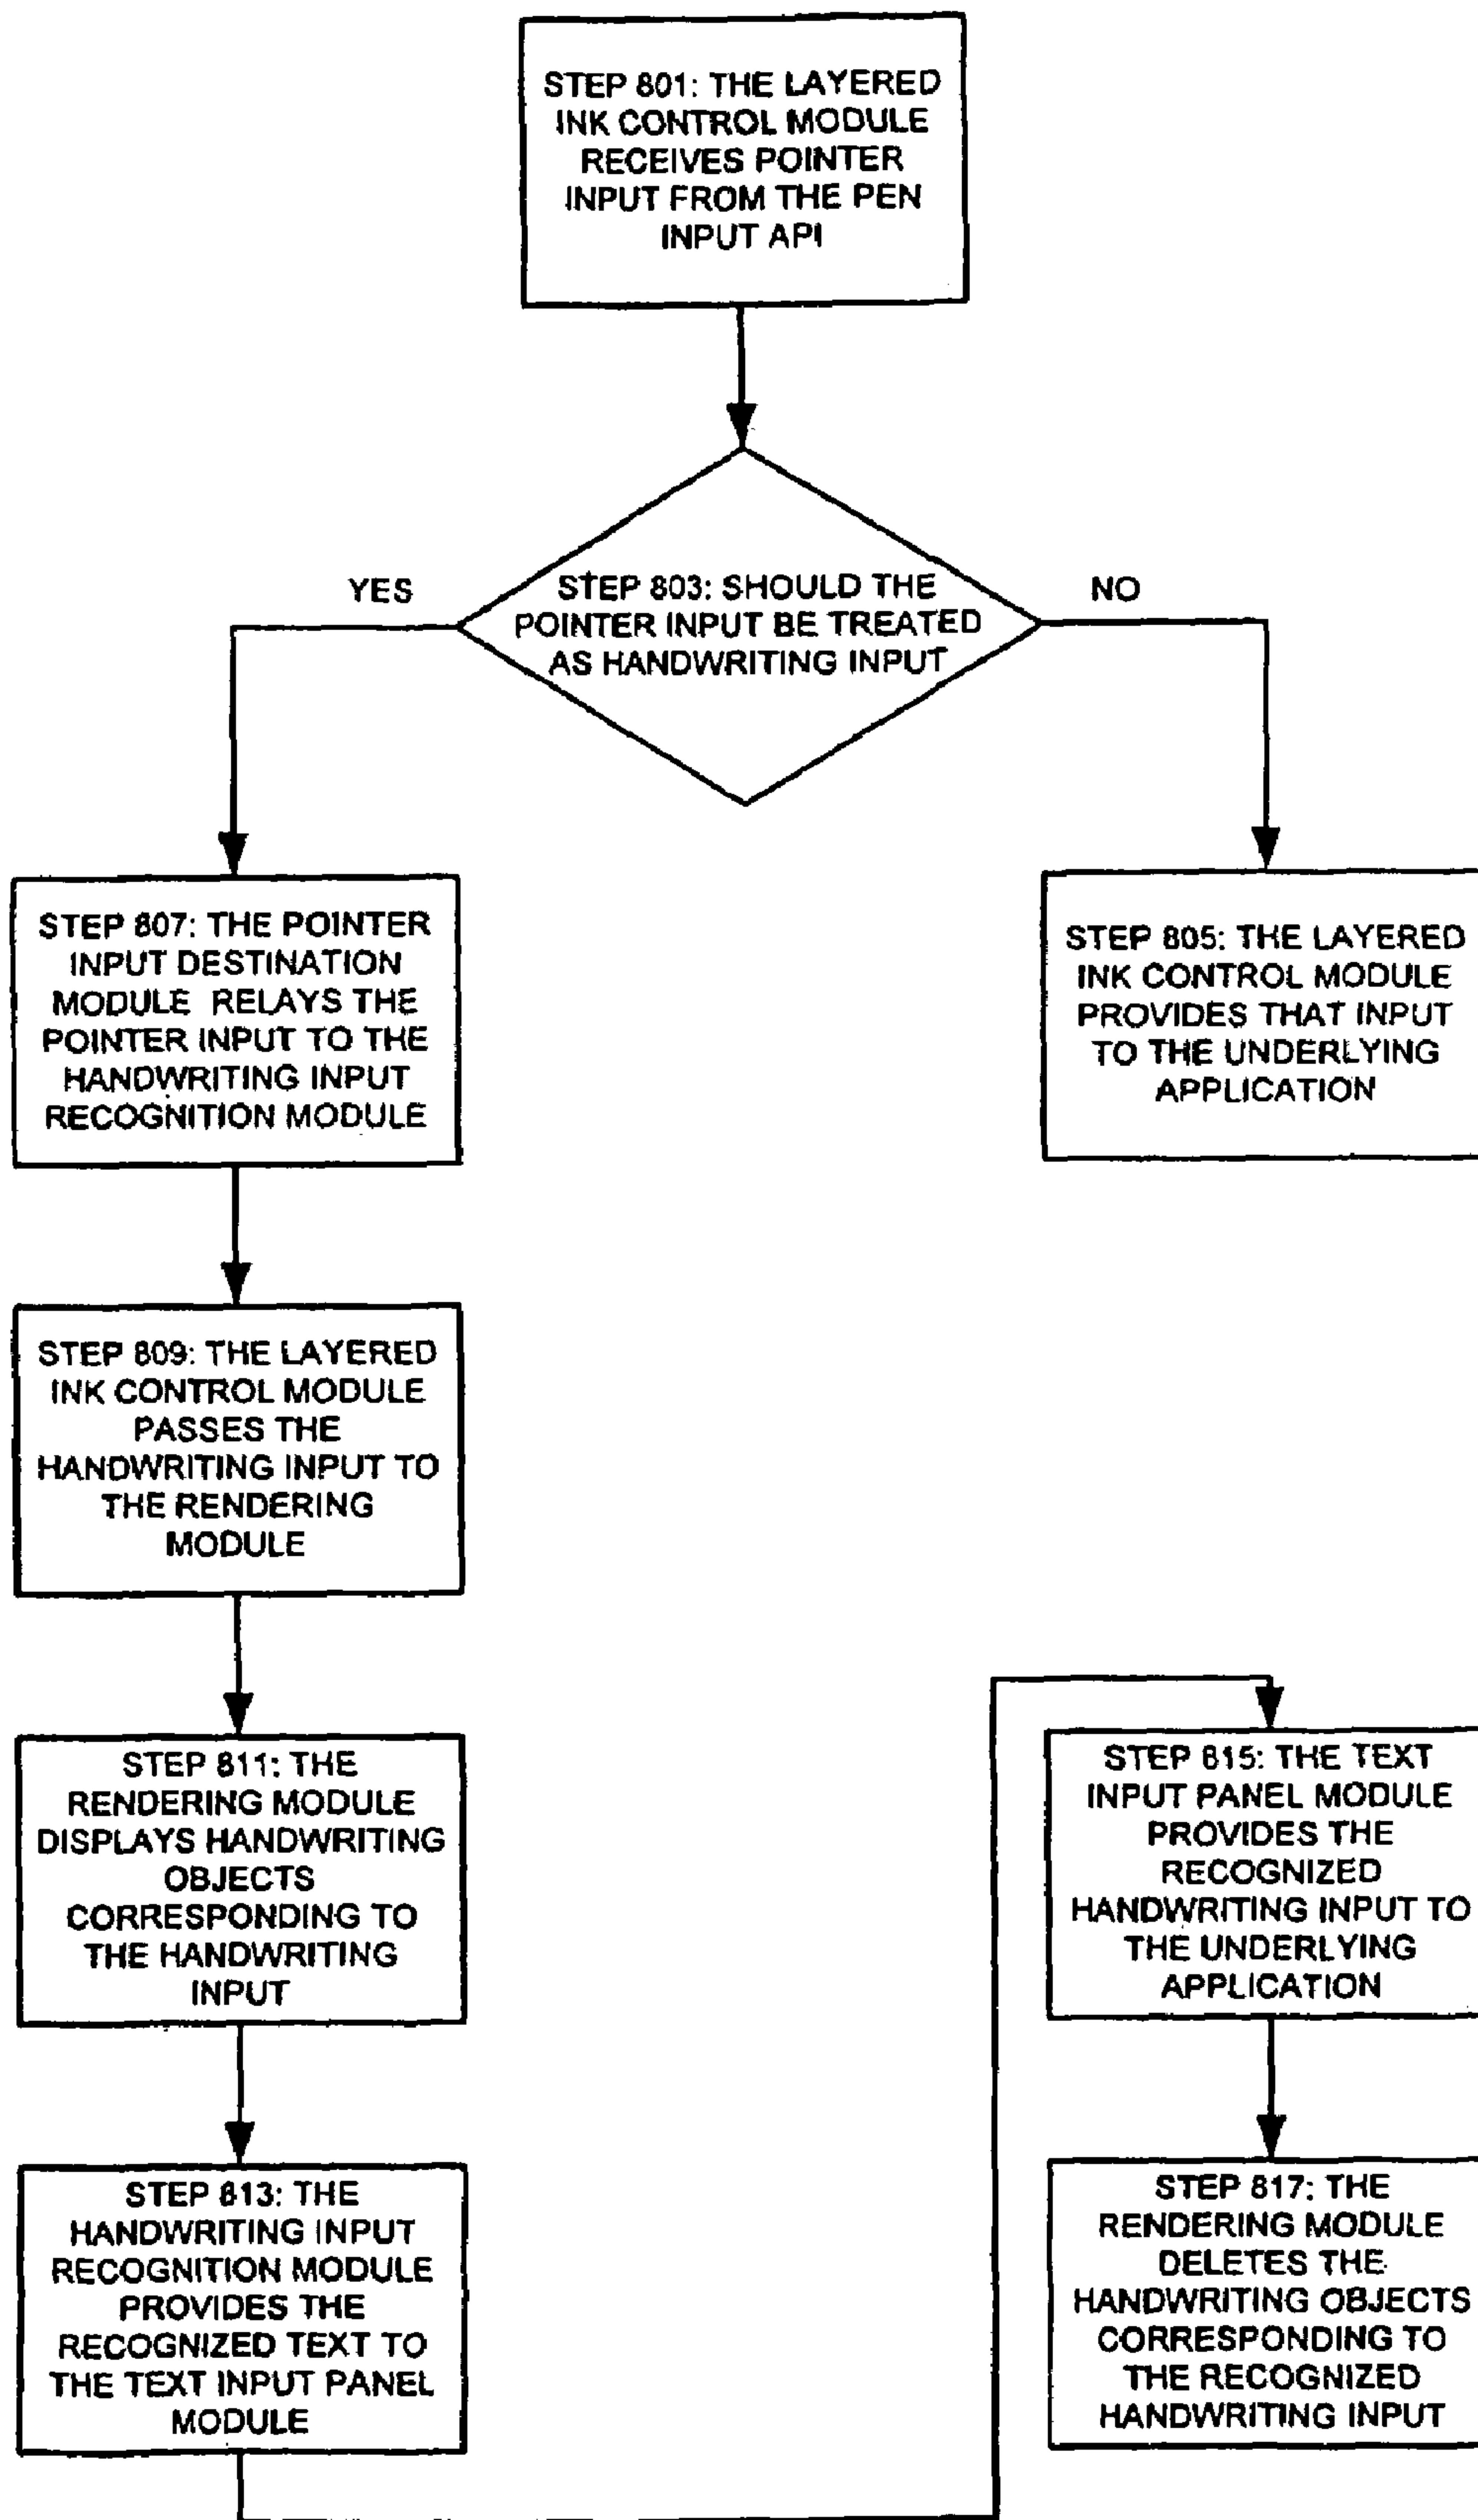 STEP 801: THE LAYERED
INK CONTROL MODULE
RECEIVES POINTER
INPUT FROM THE PEN
INPUT API
YES
STEP 803: SHOULD THE
POINTER INPUT BE TREATED
AS HANDWRITING INPUT
NO
STEP 807: THE POINTER
INPUT DESTINATION
MODULE RELAYS THE
POINTER INPUT TO THE
HANDWRITING INPUT
RECOGNITION MODULE
STEP 805: THE LAYERED
INK CONTROL MODULE
PROVIDES THAT INPUT
TO THE UNDERLYING
APPLICATION
STEP 809: THE LAYERED
INK CONTROL MODULE
PASSES THE
HANDWRITING INPUT TO
THE RENDERING
MODULE
STEP 811: THE
RENDERING MODULE
DISPLAYS HANDWRITING
OBJECTS
CORRESPONDING TO
THE HANDWRITING
INPUT
STEP 813: THE
HANDWRITING INPUT
RECOGNITION MODULE
PROVIDES THE
RECOGNIZED TEXT TO
THE TEXT INPUT PANEL
MODULE
STEP 815: THE TEXT
INPUT PANEL MODULE
PROVIDES THE
RECOGNIZED
HANDWRITING INPUT TO
THE UNDERLYING
APPLICATION
STEP 817: THE
RENDERING MODULE
DELETES THE
HANDWRITING OBJECTS
CORRESPONDING TO
THE RECOGNIZED
HANDWRITING INPUT